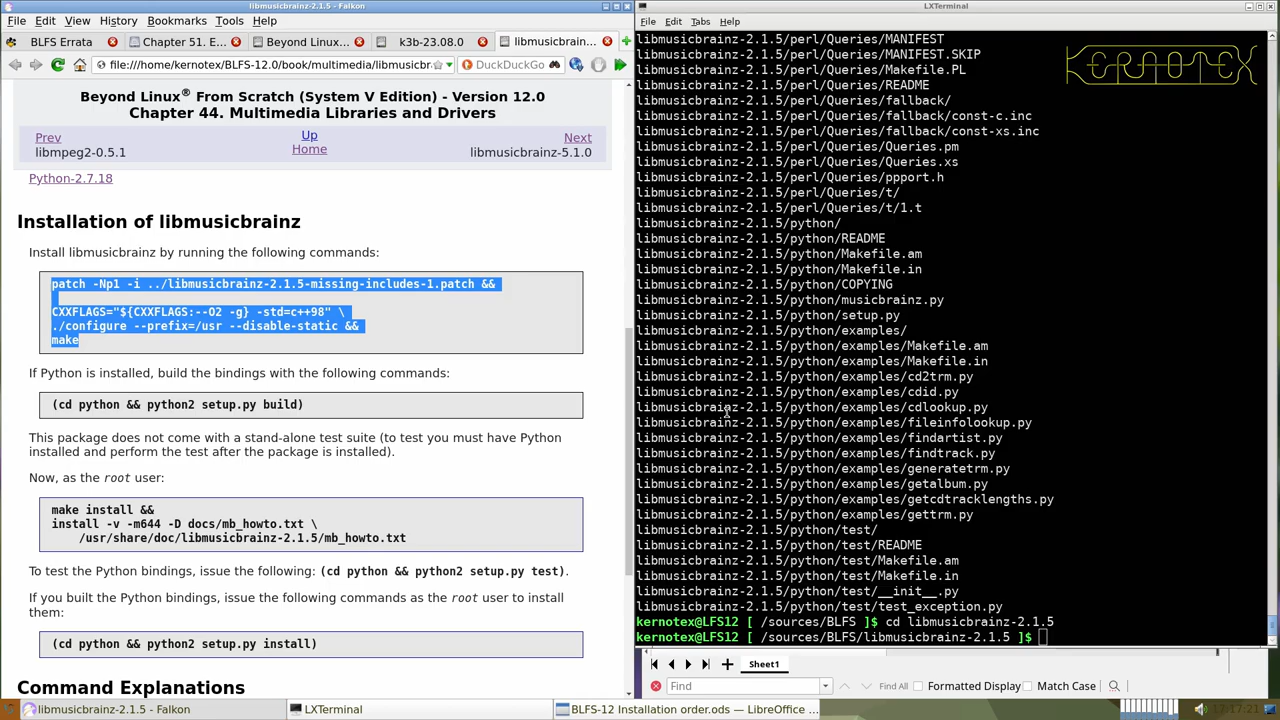 libmusicbrainz-2.1.5 - Falkon
File Edit View History Bookmarks Tools Help
BLFS Errata
Chapter 51. E...
Beyond Linux...
k3b-23.08.0
libmusicbrain...
file:///home/kernotex/BLFS-12.0/book/multimedia/libmusicbr
DuckDuckGo
Beyond Linux® From Scratch (System V Edition) - Version 12.0
Chapter 44. Multimedia Libraries and Drivers
Prev Up Next
libmpeg2-0.5.1 Home libmusicbrainz-5.1.0
Python-2.7.18
Installation of libmusicbrainz
Install libmusicbrainz by running the following commands:
patch -Np1 -i ../libmusicbrainz-2.1.5-missing-includes-1.patch &&
CXXFLAGS="${CXXFLAGS:--O2 -g} -std=c++98" \
./configure --prefix=/usr --disable-static &&
make
If Python is installed, build the bindings with the following commands:
(cd python && python2 setup.py build)
This package does not come with a stand-alone test suite (to test you must have Python
installed and perform the test after the package is installed).
Now, as the root user:
make install &&
install -v -m644 -D docs/mb_howto.txt \
/usr/share/doc/libmusicbrainz-2.1.5/mb_howto.txt
To test the Python bindings, issue the following: (cd python && python2 setup.py test).
If you built the Python bindings, issue the following commands as the root user to install
them:
(cd python && python2 setup.py install)
Command Explanations
LXTerminal
File Edit Tabs Help
KERNOTEX
libmusicbrainz-2.1.5/perl/Queries/MANIFEST
libmusicbrainz-2.1.5/perl/Queries/MANIFEST.SKIP
libmusicbrainz-2.1.5/perl/Queries/Makefile.PL
libmusicbrainz-2.1.5/perl/Queries/README
libmusicbrainz-2.1.5/perl/Queries/fallback/
libmusicbrainz-2.1.5/perl/Queries/fallback/const-c.inc
libmusicbrainz-2.1.5/perl/Queries/fallback/const-xs.inc
libmusicbrainz-2.1.5/perl/Queries/Queries.pm
libmusicbrainz-2.1.5/perl/Queries/Queries.xs
libmusicbrainz-2.1.5/perl/Queries/ppport.h
libmusicbrainz-2.1.5/perl/Queries/t/
libmusicbrainz-2.1.5/perl/Queries/t/1.t
libmusicbrainz-2.1.5/python/
libmusicbrainz-2.1.5/python/README
libmusicbrainz-2.1.5/python/Makefile.am
libmusicbrainz-2.1.5/python/Makefile.in
libmusicbrainz-2.1.5/python/COPYING
libmusicbrainz-2.1.5/python/musicbrainz.py
libmusicbrainz-2.1.5/python/setup.py
libmusicbrainz-2.1.5/python/examples/
libmusicbrainz-2.1.5/python/examples/Makefile.am
libmusicbrainz-2.1.5/python/examples/Makefile.in
libmusicbrainz-2.1.5/python/examples/cd2trm.py
libmusicbrainz-2.1.5/python/examples/cdid.py
libmusicbrainz-2.1.5/python/examples/cdlookup.py
libmusicbrainz-2.1.5/python/examples/fileinfolookup.py
libmusicbrainz-2.1.5/python/examples/findartist.py
libmusicbrainz-2.1.5/python/examples/findtrack.py
libmusicbrainz-2.1.5/python/examples/generatetrm.py
libmusicbrainz-2.1.5/python/examples/getalbum.py
libmusicbrainz-2.1.5/python/examples/getcdtracklengths.py
libmusicbrainz-2.1.5/python/examples/gettrm.py
libmusicbrainz-2.1.5/python/test/
libmusicbrainz-2.1.5/python/test/README
libmusicbrainz-2.1.5/python/test/Makefile.am
libmusicbrainz-2.1.5/python/test/Makefile.in
libmusicbrainz-2.1.5/python/test/__init__.py
libmusicbrainz-2.1.5/python/test/test_exception.py
kernotex@LFS12 [ /sources/BLFS ]$ cd libmusicbrainz-2.1.5
kernotex@LFS12 [ /sources/BLFS/libmusicbrainz-2.1.5 ]$
Sheet1
Find Find All Formatted Display Match Case
libmusicbrainz-2.1.5 - Falkon
LXTerminal
BLFS-12 Installation order.ods — LibreOffice ...
17:17:21